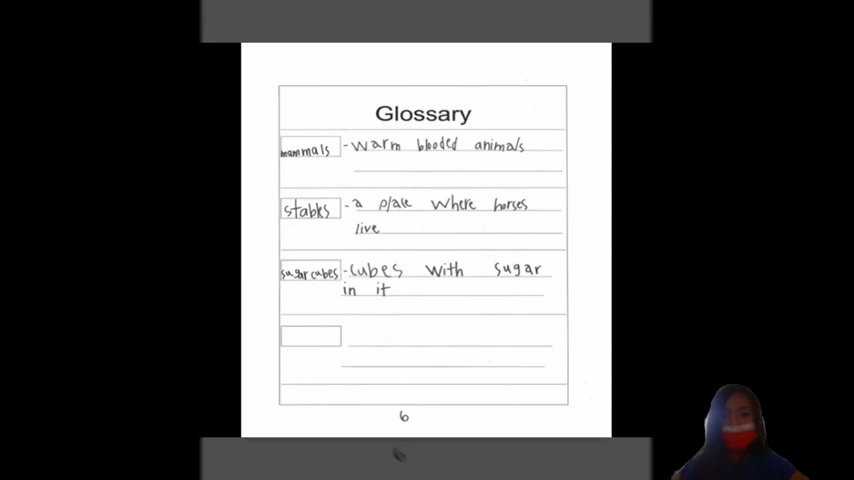 Glossary
mammals - warm blooded animals
stables - a place where horses
live
sugar cubes - cubes with sugar
in it
6